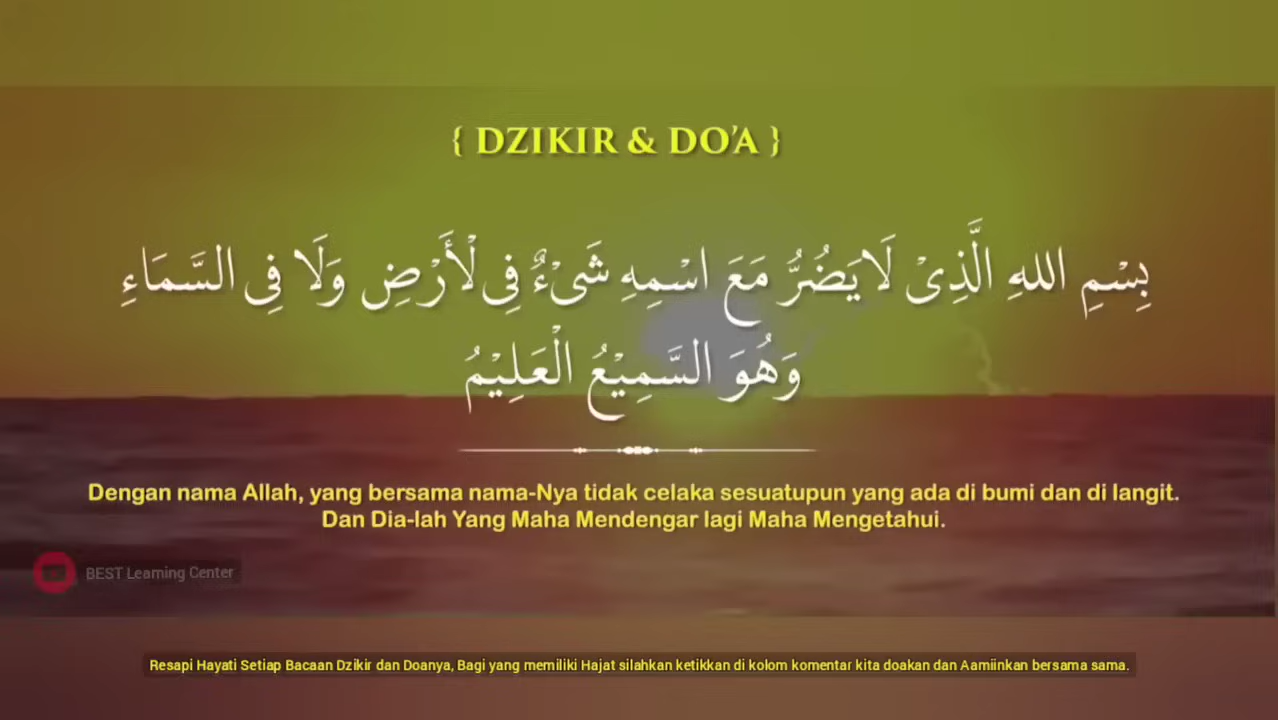 { DZIKIR & DO’A }
بِسْمِ اللهِ الَّذِىْ لَا يَضُرُّ مَعَ اسْمِهِ شَىْءٌ فِى لْأَرْضِ وَلَا فِى السَّمَاءِ
وَهُوَ السَّمِيْعُ الْعَلِيْمُ
Dengan nama Allah, yang bersama nama-Nya tidak celaka sesuatupun yang ada di bumi dan di langit.
Dan Dia-lah Yang Maha Mendengar lagi Maha Mengetahui.
BEST Learning Center
Resapi Hayati Setiap Bacaan Dzikir dan Doanya, Bagi yang memiliki Hajat silahkan ketikkan di kolom komentar kita doakan dan Aamiinkan bersama sama.